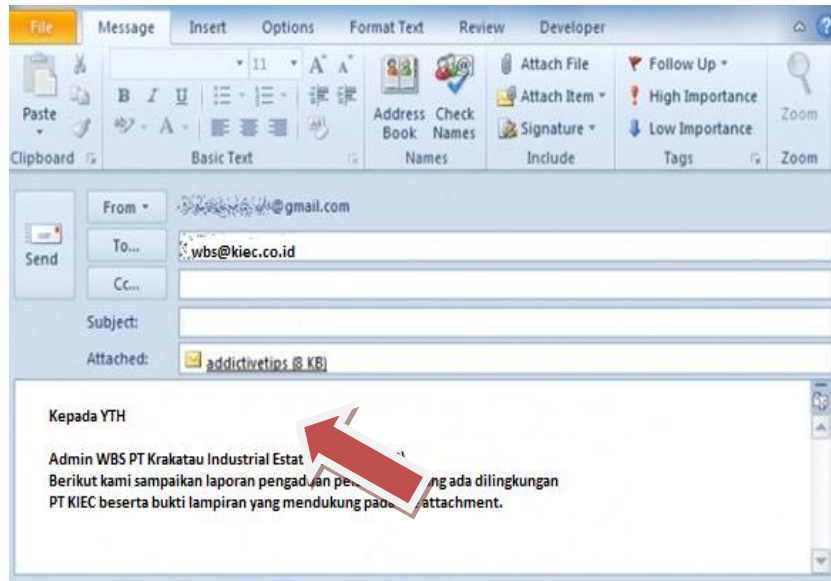 File Message Insert Options Format Text Review Developer
11 A A Attach File Follow Up
Paste B I U Address Book Check Names Attach Item High Importance Zoom
A Signature Low Importance
Clipboard Basic Text Names Include Tags Zoom
From @gmail.com
Send To... wbs@kiec.co.id
Cc...
Subject:
Attached: addictivetips (8 KB)
Kepada YTH
Admin WBS PT Krakatau Industrial
Berikut kami sampaikan laporan pengaduan ada dilingkungan
PT KIEC beserta bukti lampiran yang mendukung attachment.